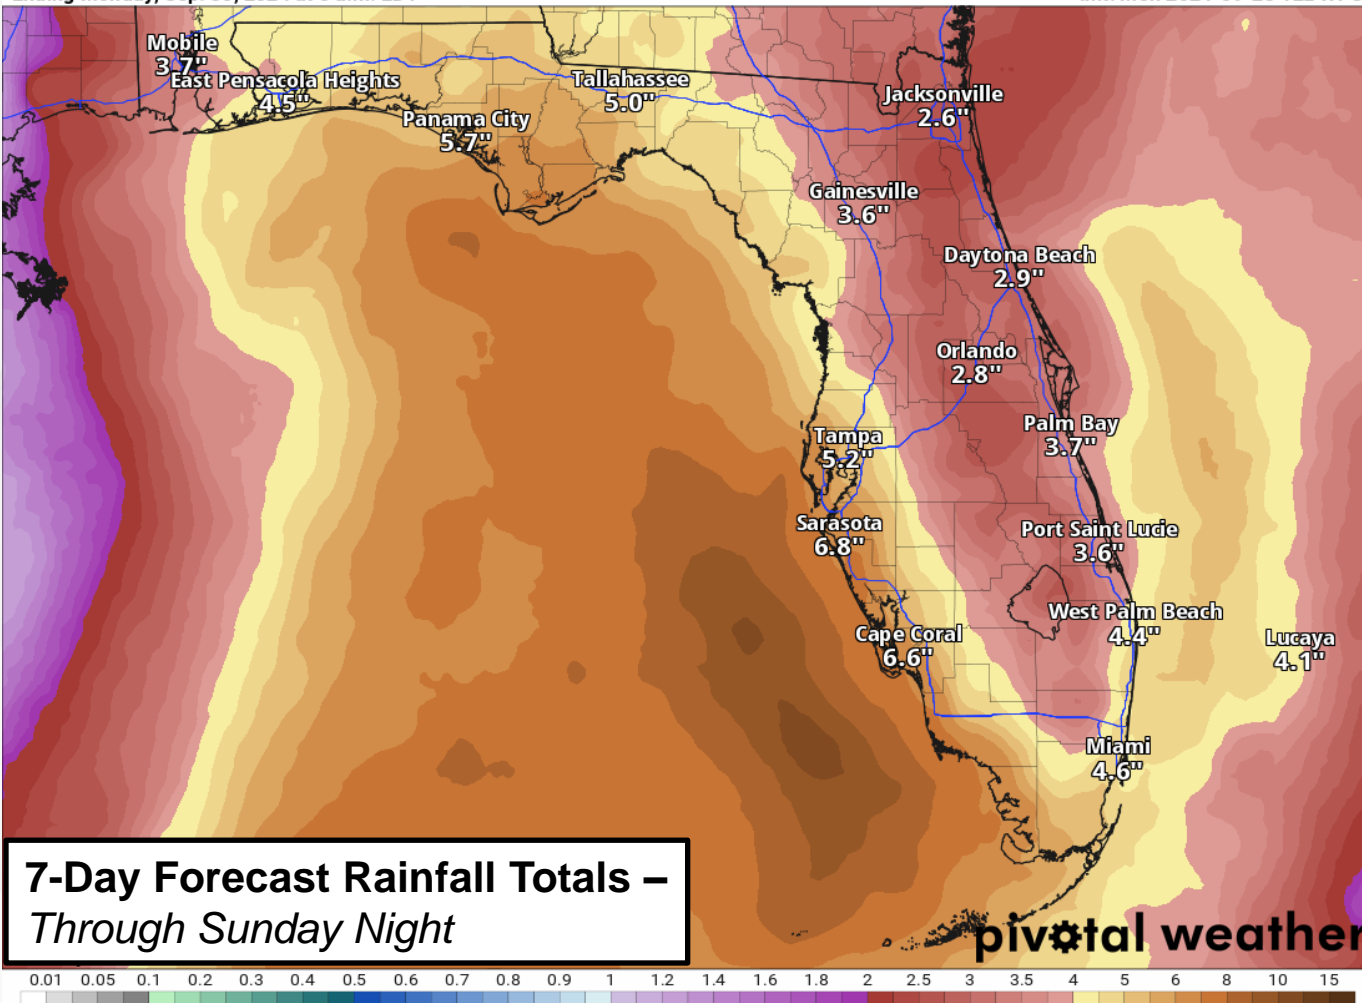 Mobile
3.7"
East Pensacola Heights
4.5"
Panama City
5.7"
Tallahassee
5.0"
Jacksonville
2.6"
Gainesville
3.6"
Daytona Beach
2.9"
Orlando
2.8"
Palm Bay
3.7"
Tampa
5.2"
Sarasota
6.8"
Port Saint Lucie
3.6"
West Palm Beach
4.4"
Cape Coral
6.6"
Lucaya
4.1"
Miami
4.6"
7-Day Forecast Rainfall Totals –
Through Sunday Night
pivotal weather
0.01 0.05 0.1 0.2 0.3 0.4 0.5 0.6 0.7 0.8 0.9 1 1.2 1.4 1.6 1.8 2 2.5 3 3.5 4 5 6 8 10 15